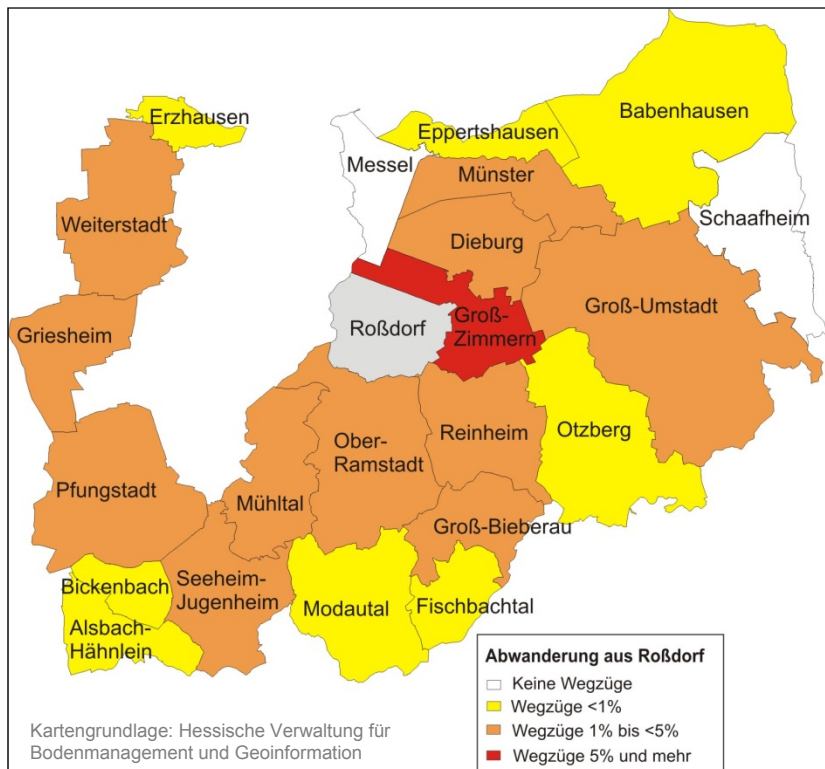 Erzhausen
Babenhausen
Eppertshausen
Messel
Münster
Schaafheim
Weiterstadt
Dieburg
Groß-Umstadt
Roßdorf
Groß-
Zimmern
Griesheim
Otzberg
Ober-
Ramstadt
Reinheim
Pfungstadt
Mühltal
Groß-Bieberau
Bickenbach
Seeheim-
Jugenheim
Modautal
Fischbachtal
Alsbach-
Hähnlein
Abwanderung aus Roßdorf
Keine Wegzüge
Wegzüge <1%
Wegzüge 1% bis <5%
Wegzüge 5% und mehr
Kartengrundlage: Hessische Verwaltung für
Bodenmanagement und Geoinformation